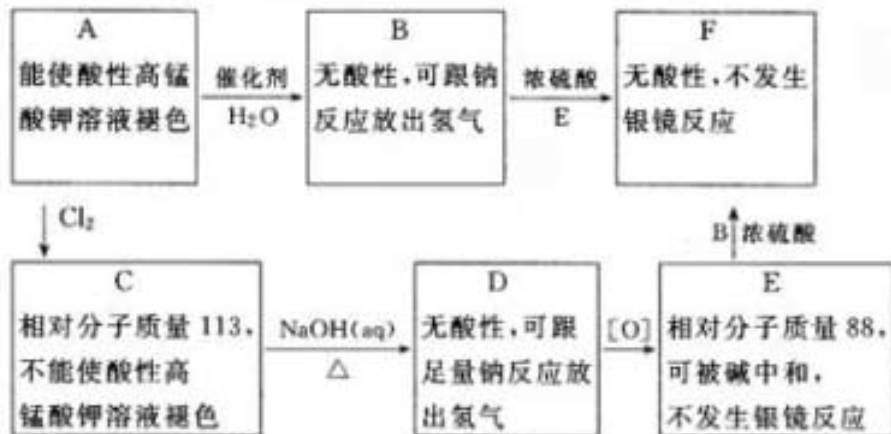 A
能使酸性高锰
酸钾溶液褪色
催化剂
H₂O
B
无酸性,可跟钠
反应放出氢气
浓硫酸
E
F
无酸性,不发生
银镜反应
Cl₂
B 浓硫酸
C
相对分子质量 113,
不能使酸性高
锰酸钾溶液褪色
NaOH(aq)
△
D
无酸性,可跟
足量钠反应放
出氢气
[O]
E
相对分子质量 88,
可被碱中和,
不发生银镜反应